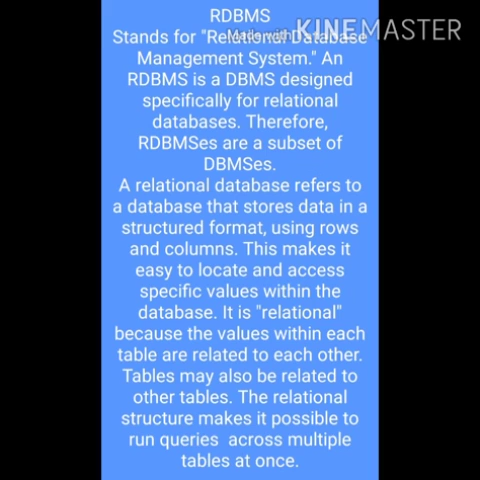 RDBMS
Made with KINEMASTER
Stands for "Relational Database
Management System." An
RDBMS is a DBMS designed
specifically for relational
databases. Therefore,
RDBMSes are a subset of
DBMSes.
A relational database refers to
a database that stores data in a
structured format, using rows
and columns. This makes it
easy to locate and access
specific values within the
database. It is "relational"
because the values within each
table are related to each other.
Tables may also be related to
other tables. The relational
structure makes it possible to
run queries  across multiple
tables at once.